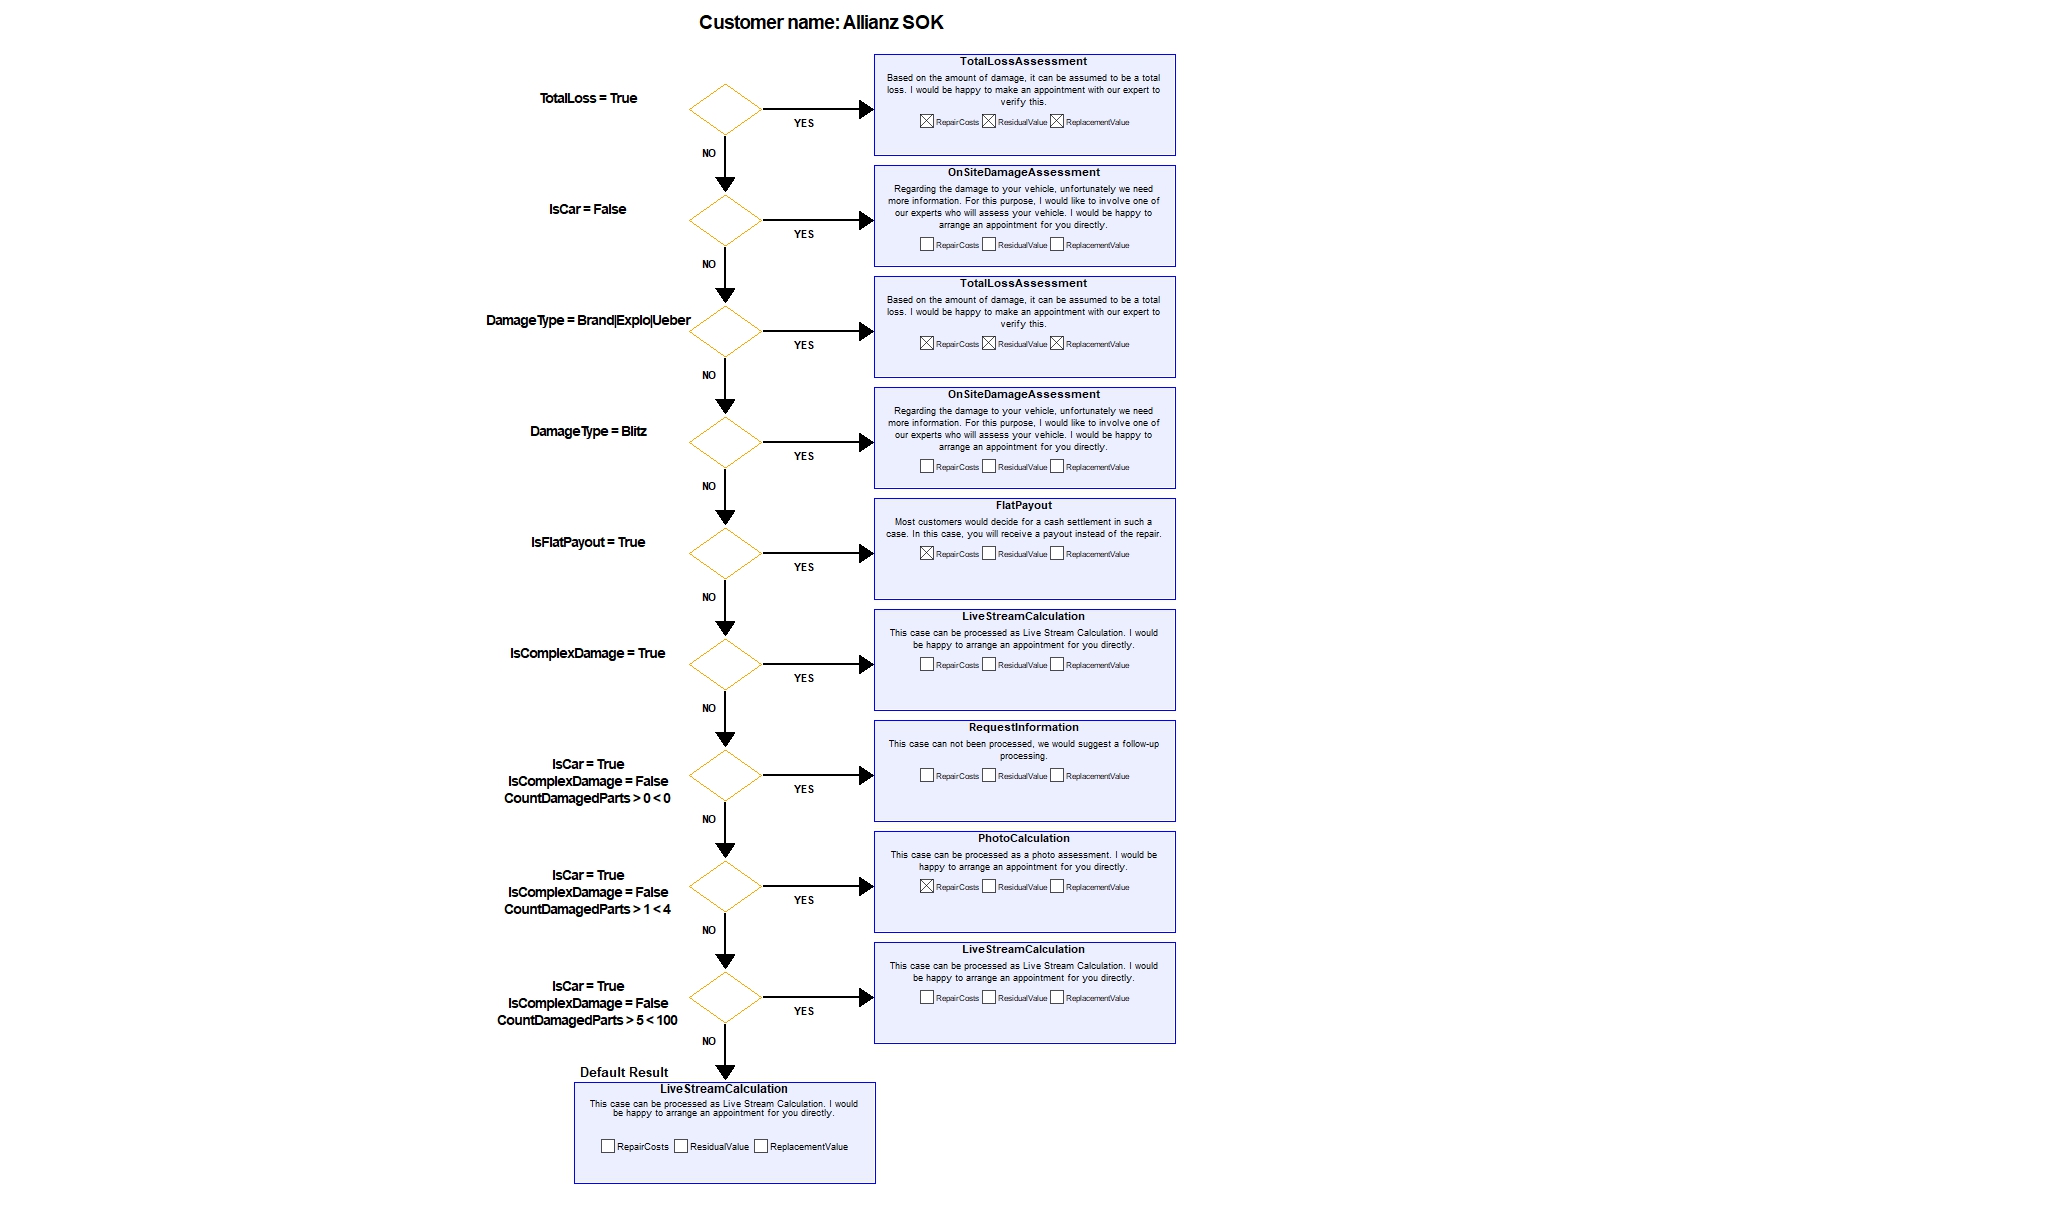 Customer name: Allianz SOK
TotalLoss = True
YES
NO
TotalLossAssessment
Based on the amount of damage, it can be assumed to be a total
loss. I would be happy to make an appointment with our expert to
verify this.
RepairCosts ResidualValue ReplacementValue
IsCar = False
YES
NO
OnSiteDamageAssessment
Regarding the damage to your vehicle, unfortunately we need
more information. For this purpose, I would like to involve one of
our experts who will assess your vehicle. I would be happy to
arrange an appointment for you directly.
RepairCosts ResidualValue ReplacementValue
DamageType = Brand|Explo|Ueber
YES
NO
TotalLossAssessment
Based on the amount of damage, it can be assumed to be a total
loss. I would be happy to make an appointment with our expert to
verify this.
RepairCosts ResidualValue ReplacementValue
DamageType = Blitz
YES
NO
OnSiteDamageAssessment
Regarding the damage to your vehicle, unfortunately we need
more information. For this purpose, I would like to involve one of
our experts who will assess your vehicle. I would be happy to
arrange an appointment for you directly.
RepairCosts ResidualValue ReplacementValue
IsFlatPayout = True
YES
NO
FlatPayout
Most customers would decide for a cash settlement in such a
case. In this case, you will receive a payout instead of the repair.
RepairCosts ResidualValue ReplacementValue
IsComplexDamage = True
YES
NO
LiveStreamCalculation
This case can be processed as Live Stream Calculation. I would
be happy to arrange an appointment for you directly.
RepairCosts ResidualValue ReplacementValue
IsCar = True
IsComplexDamage = False
CountDamagedParts > 0 < 0
YES
NO
RequestInformation
This case can not been processed, we would suggest a follow-up
processing.
RepairCosts ResidualValue ReplacementValue
IsCar = True
IsComplexDamage = False
CountDamagedParts > 1 < 4
YES
NO
PhotoCalculation
This case can be processed as a photo assessment. I would be
happy to arrange an appointment for you directly.
RepairCosts ResidualValue ReplacementValue
IsCar = True
IsComplexDamage = False
CountDamagedParts > 5 < 100
YES
NO
LiveStreamCalculation
This case can be processed as Live Stream Calculation. I would
be happy to arrange an appointment for you directly.
RepairCosts ResidualValue ReplacementValue
Default Result
LiveStreamCalculation
This case can be processed as Live Stream Calculation. I would
be happy to arrange an appointment for you directly.
RepairCosts ResidualValue ReplacementValue